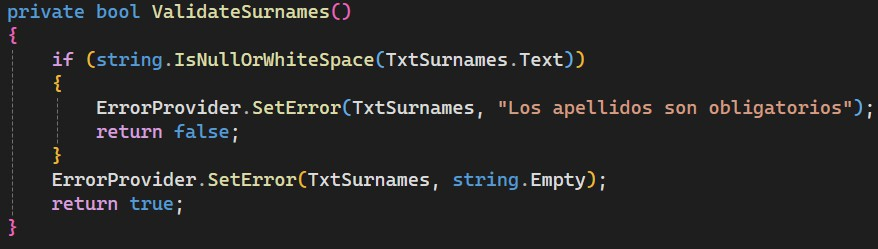 private bool ValidateSurnames()
{
    if (string.IsNullOrWhiteSpace(TxtSurnames.Text))
    {
        ErrorProvider.SetError(TxtSurnames, "Los apellidos son obligatorios");
        return false;
    }
    ErrorProvider.SetError(TxtSurnames, string.Empty);
    return true;
}